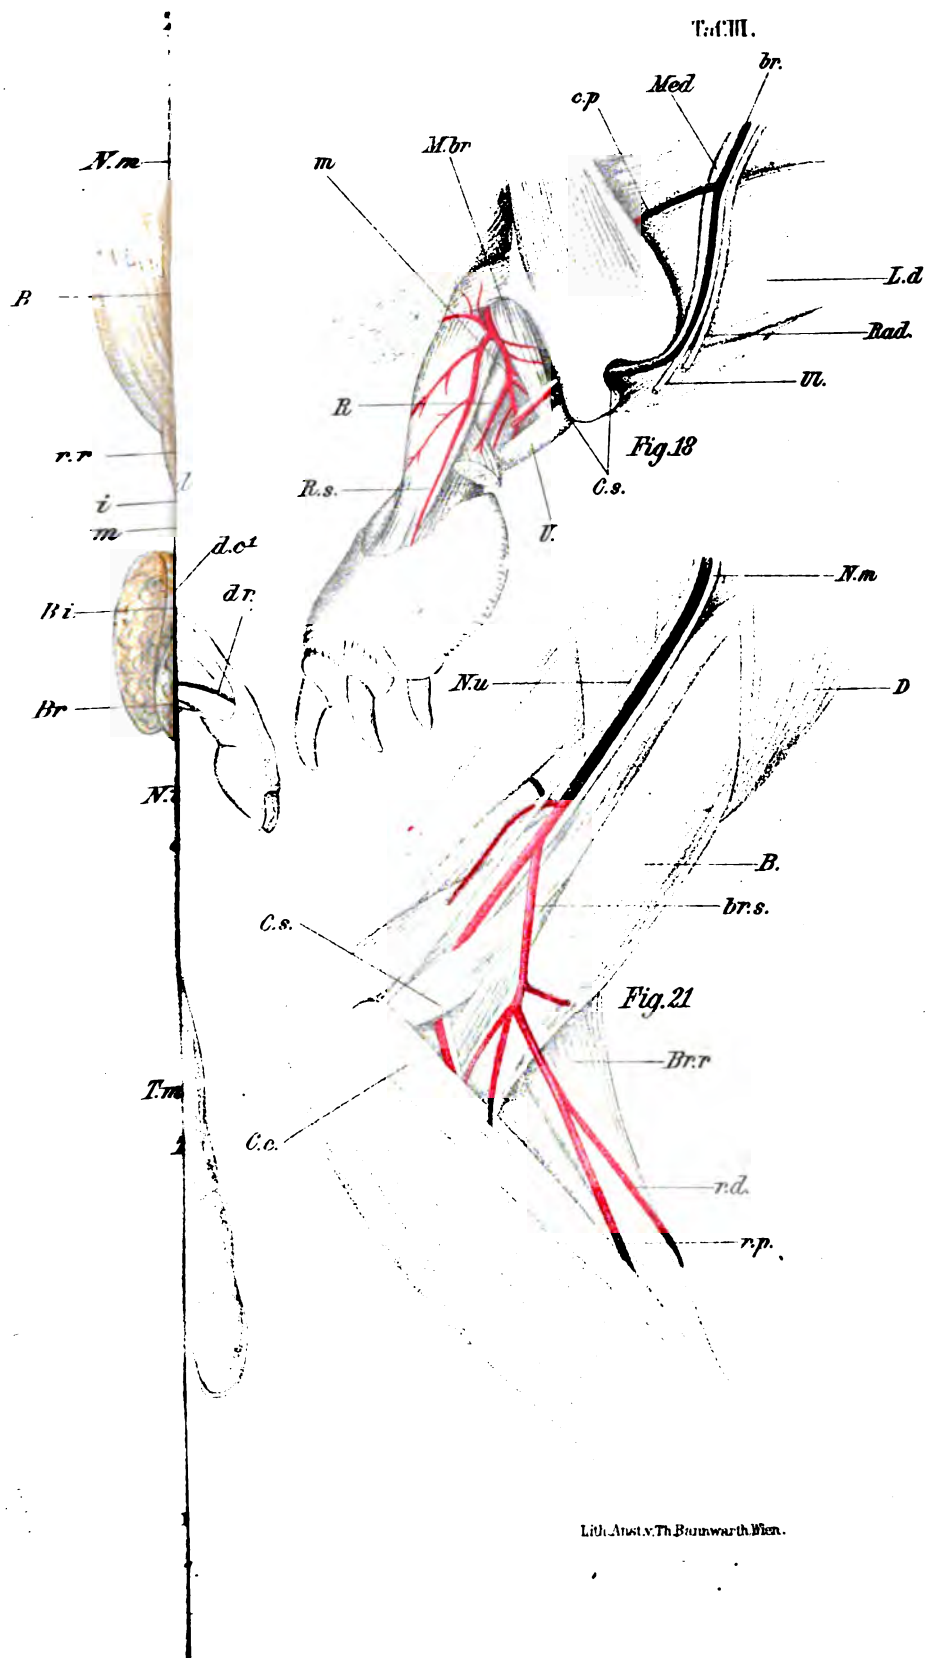 Taf.III.
br.
Med
c.p
M.br
m
N.m
L.d
B
Rad.
Ul.
R
Fig.18
r.r
C.s.
R.s.
i
U.
m
d.c1
N.m
d r.
B i.
N.u
D
Br
B.
br.s.
C.s.
Fig.21
Br.r
T.m
C.c.
r.d.
r.p.
Lith.Anst.v.Th.Bannwarth.Wien.